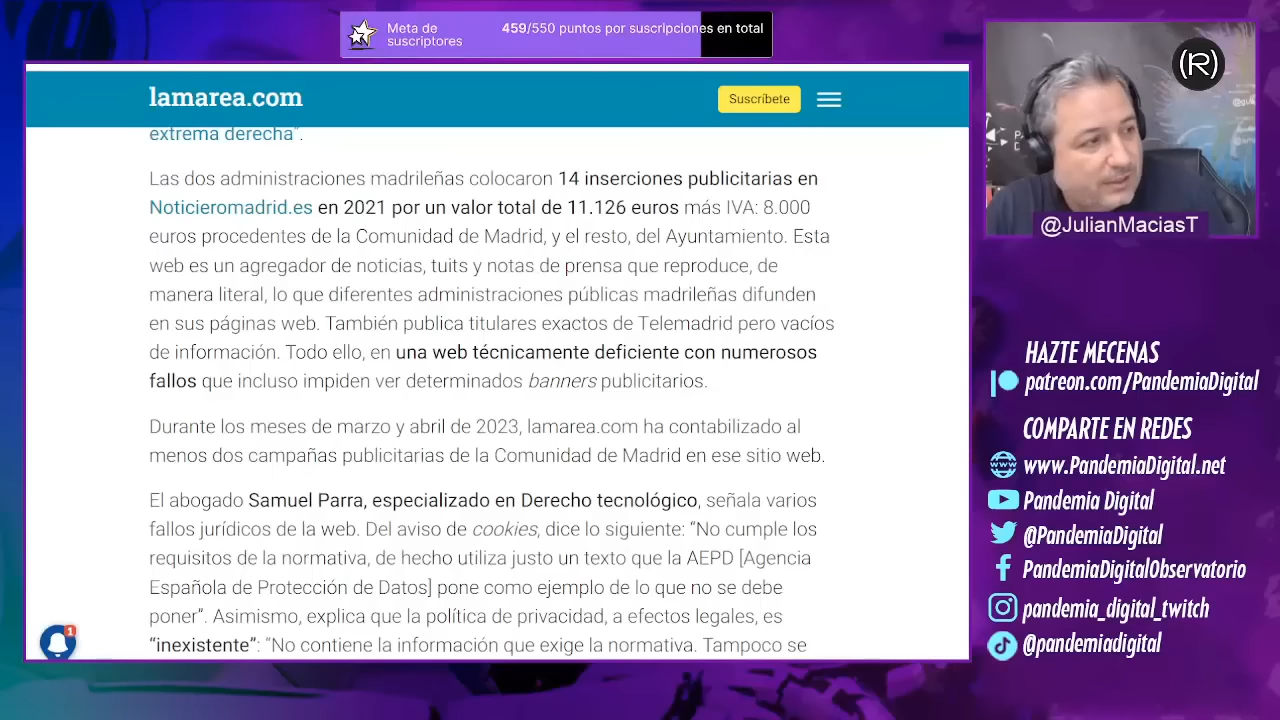 Meta de
suscriptores
459/550 puntos por suscripciones en total
lamarea.com
Suscríbete
extrema derecha".
Las dos administraciones madrileñas colocaron 14 inserciones publicitarias en
Noticieromadrid.es en 2021 por un valor total de 11.126 euros más IVA: 8.000
euros procedentes de la Comunidad de Madrid, y el resto, del Ayuntamiento. Esta
web es un agregador de noticias, tuits y notas de prensa que reproduce, de
manera literal, lo que diferentes administraciones públicas madrileñas difunden
en sus páginas web. También publica titulares exactos de Telemadrid pero vacíos
de información. Todo ello, en una web técnicamente deficiente con numerosos
fallos que incluso impiden ver determinados banners publicitarios.
Durante los meses de marzo y abril de 2023, lamarea.com ha contabilizado al
menos dos campañas publicitarias de la Comunidad de Madrid en ese sitio web.
El abogado Samuel Parra, especializado en Derecho tecnológico, señala varios
fallos jurídicos de la web. Del aviso de cookies, dice lo siguiente: “No cumple los
requisitos de la normativa, de hecho utiliza justo un texto que la AEPD [Agencia
Española de Protección de Datos] pone como ejemplo de lo que no se debe
poner“. Asimismo, explica que la política de privacidad, a efectos legales, es
“inexistente”: “No contiene la información que exige la normativa. Tampoco se
1
(R)
@JulianMaciasT
HAZTE MECENAS
patreon.com/PandemiaDigital
COMPARTE EN REDES
www.PandemiaDigital.net
Pandemia Digital
@PandemiaDigital
PandemiaDigitalObservatorio
pandemia_digital_twitch
@pandemiadigital